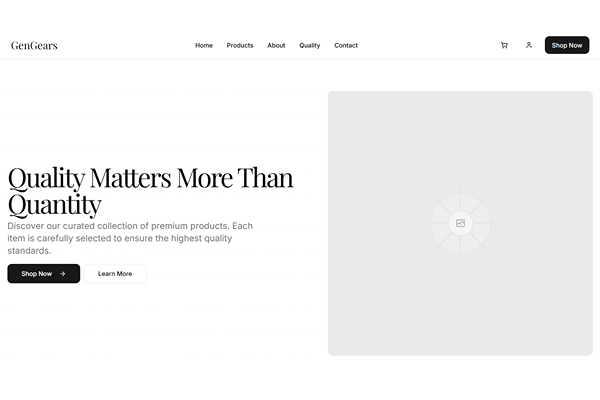 GenGears
Home Products About Quality Contact
Shop Now
Quality Matters More Than
Quantity
Discover our curated collection of premium products. Each
item is carefully selected to ensure the highest quality
standards.
Shop Now
Learn More